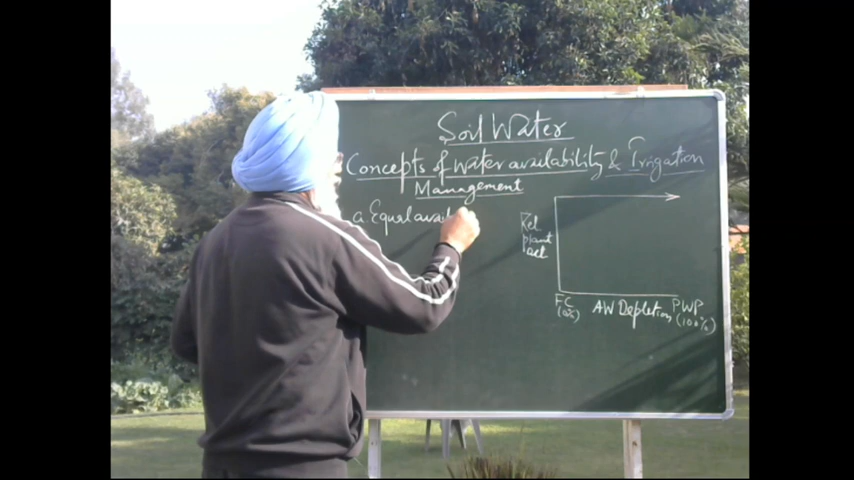 Soil Water
Concepts of water availability & Irrigation
Management
a. Equal avail
Rel
plant
act
FC
(0%)
AW Depletion
PWP
(100%)